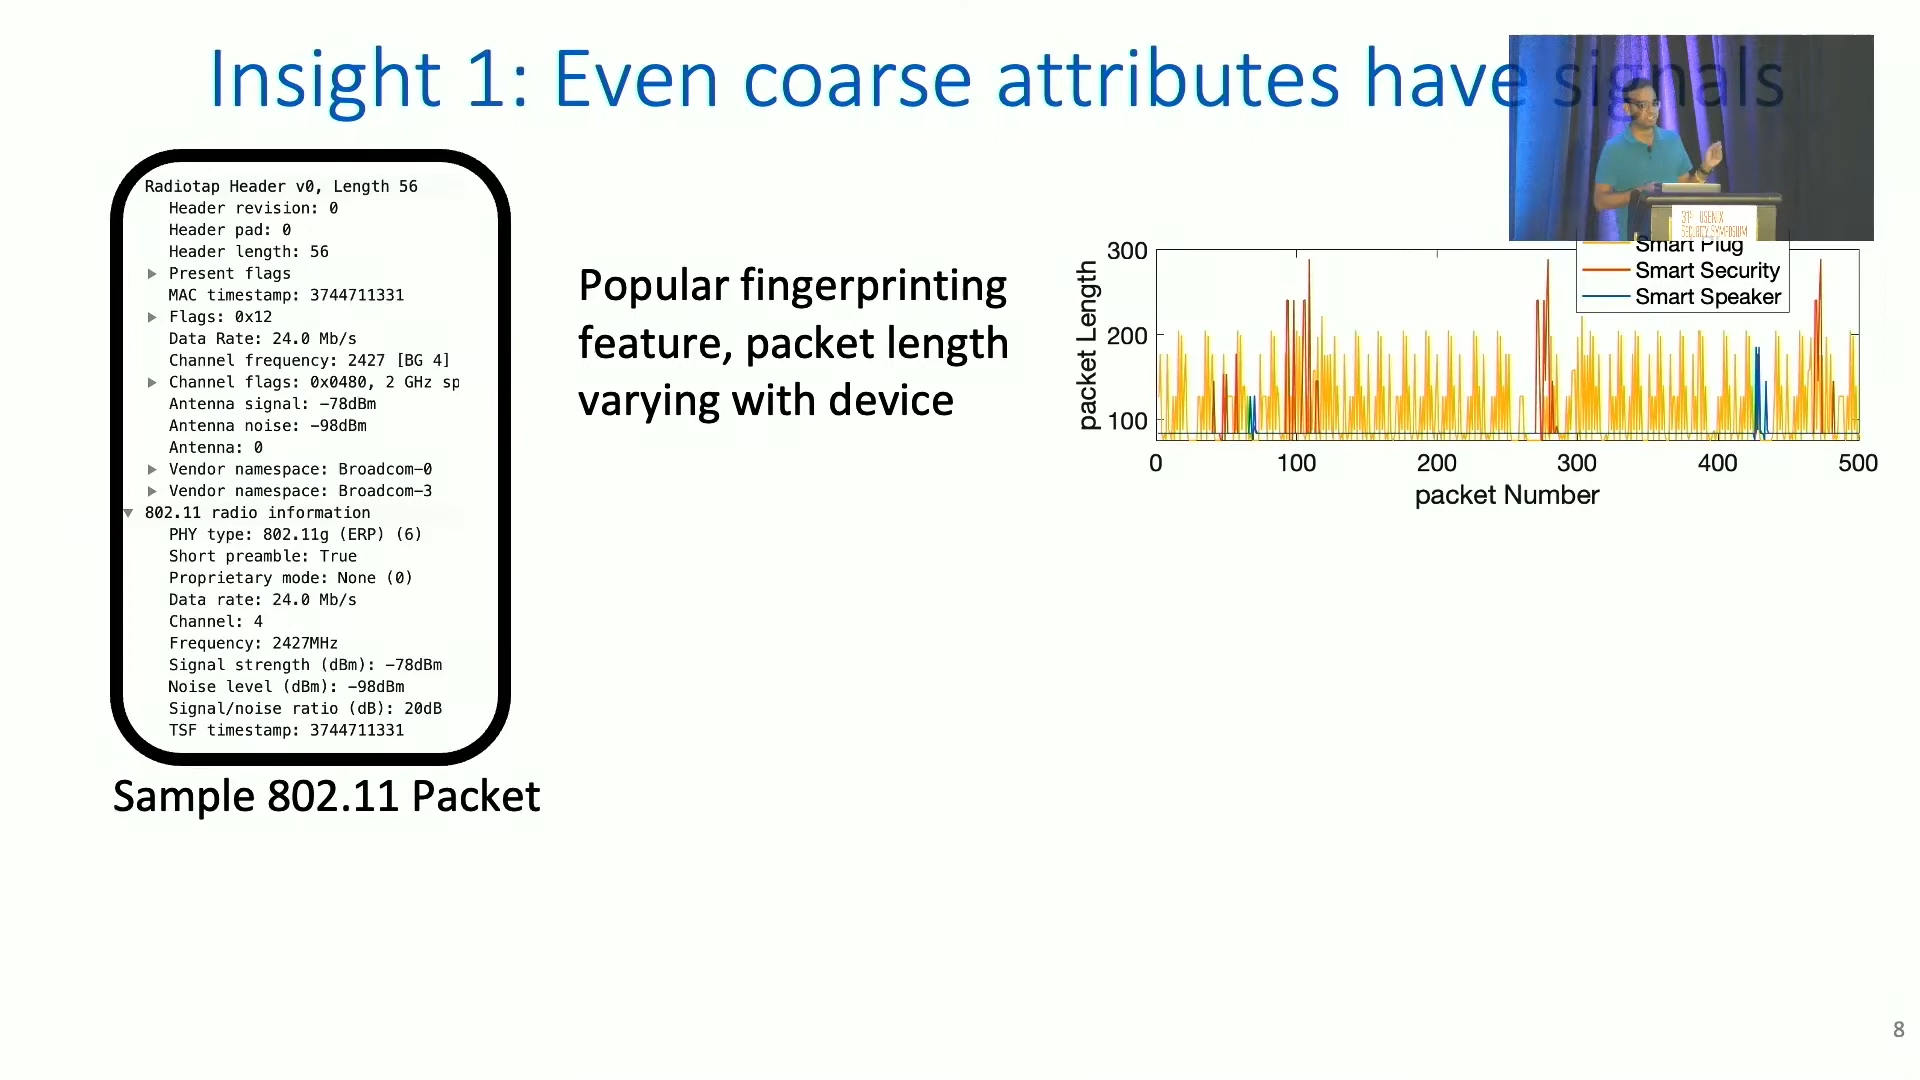 Insight 1: Even coarse attributes have signals
Radiotap Header v0, Length 56
Header revision: 0
Header pad: 0
Header length: 56
Present flags
MAC timestamp: 3744711331
Flags: 0x12
Data Rate: 24.0 Mb/s
Channel frequency: 2427 [BG 4]
Channel flags: 0x0480, 2 GHz sp
Antenna signal: −78dBm
Antenna noise: −98dBm
Antenna: 0
Vendor namespace: Broadcom−0
Vendor namespace: Broadcom−3
802.11 radio information
PHY type: 802.11g (ERP) (6)
Short preamble: True
Proprietary mode: None (0)
Data rate: 24.0 Mb/s
Channel: 4
Frequency: 2427MHz
Signal strength (dBm): −78dBm
Noise level (dBm): −98dBm
Signal/noise ratio (dB): 20dB
TSF timestamp: 3744711331
Sample 802.11 Packet
Popular fingerprinting
feature, packet length
varying with device
31ST USENIX
SECURITY SYMPOSIUM
Smart Plug
Smart Security
Smart Speaker
packet Length
300
200
100
0 100 200 300 400 500
packet Number
8